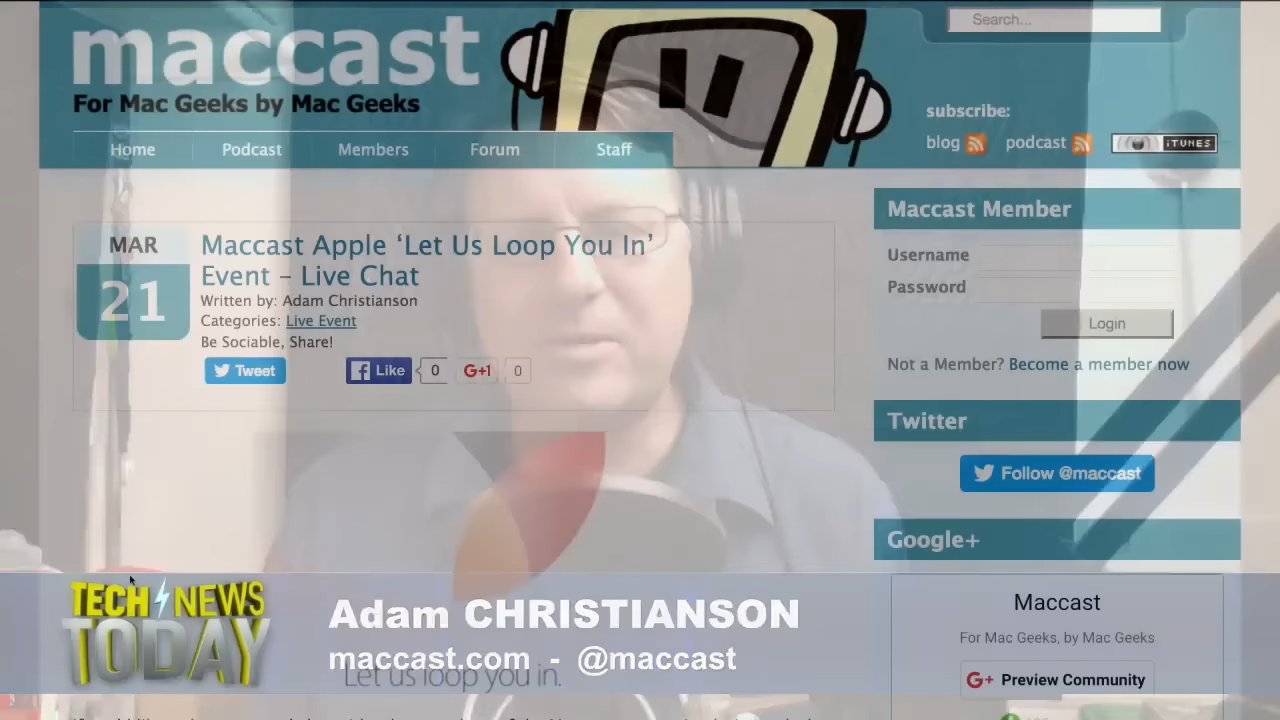 maccast
For Mac Geeks by Mac Geeks
Search...
subscribe:
blog
podcast
iTUNES
Home
Podcast
Members
Forum
Staff
MAR
21
Maccast Apple ‘Let Us Loop You In’
Event – Live Chat
Written by: Adam Christianson
Categories: Live Event
Be Sociable, Share!
Tweet
Like
0
G+1
0
Maccast Member
Username
Password
Login
Not a Member? Become a member now
Twitter
Follow @maccast
Google+
Maccast
For Mac Geeks, by Mac Geeks
G+ Preview Community
TECH NEWS
TODAY
Adam CHRISTIANSON
maccast.com - @maccast
Let us loop you in.